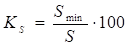 K_S = S_min / S · 100